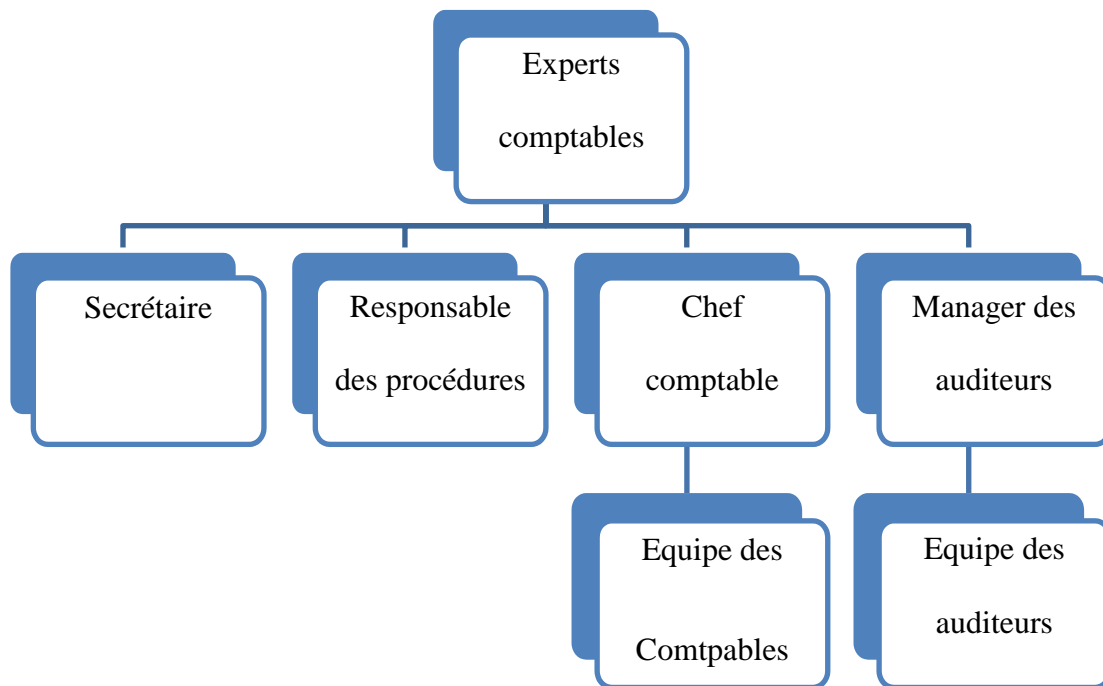 Experts
comptables
Secrétaire
Responsable
des procédures
Chef
comptable
Manager des
auditeurs
Equipe des
Comtpables
Equipe des
auditeurs